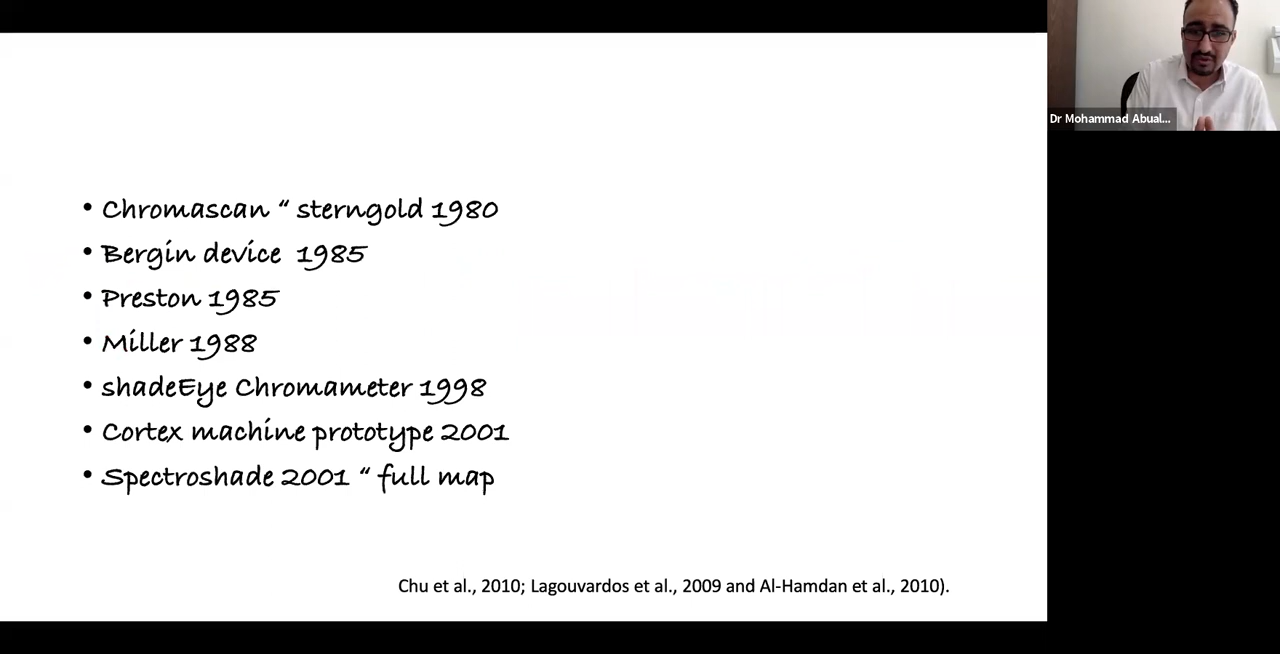 • Chromascan “ sterngold 1980
• Bergin device 1985
• Preston 1985
• Miller 1988
• shadeEye Chromameter 1998
• Cortex machine prototype 2001
• Spectroshade 2001 “ full map
Chu et al., 2010; Lagouvardos et al., 2009 and Al-Hamdan et al., 2010).
Dr Mohammad Abual...